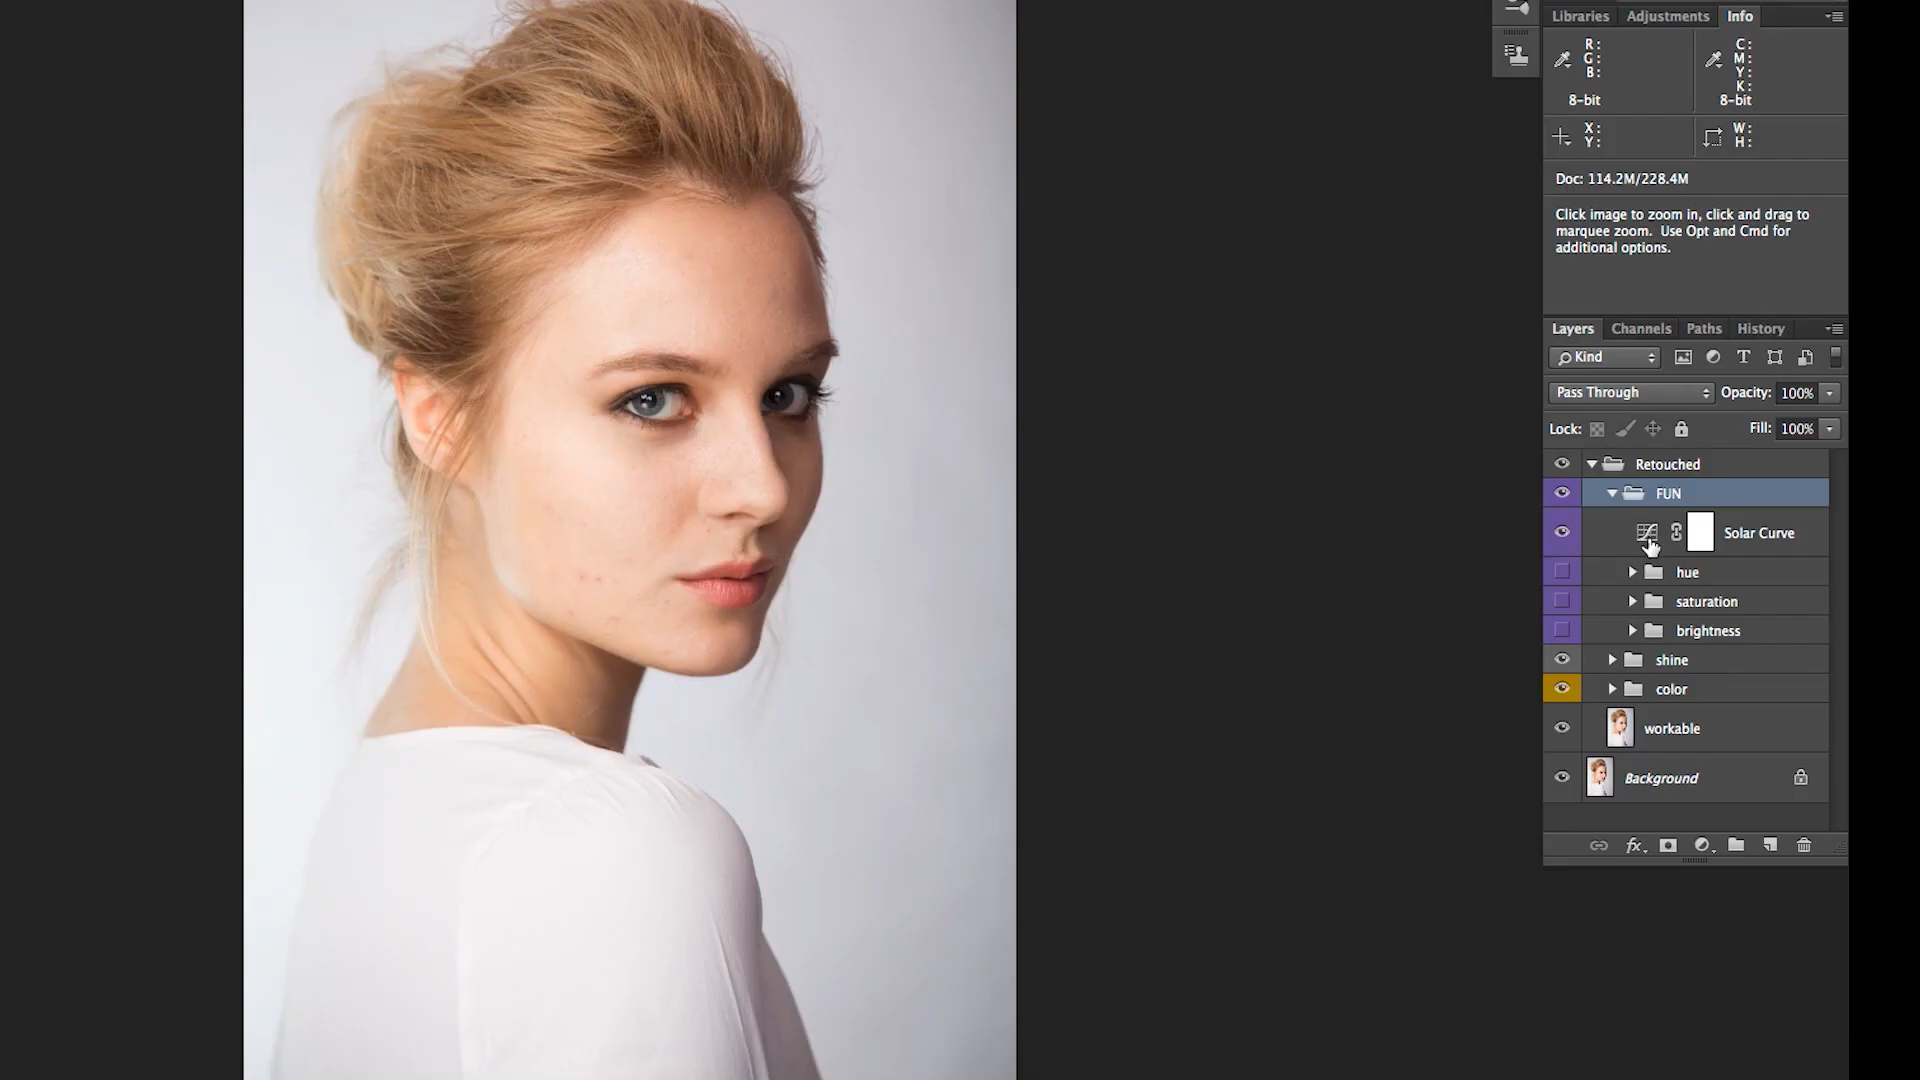 Libraries Adjustments Info
R: C:
G: M:
B: Y:
K:
8-bit 8-bit
X: W:
Y: H:
Doc: 114.2M/228.4M
Click image to zoom in, click and drag to
marquee zoom. Use Opt and Cmd for
additional options.
Layers Channels Paths History
Kind
Pass Through Opacity: 100%
Lock: Fill: 100%
Retouched
FUN
Solar Curve
hue
saturation
brightness
shine
color
workable
Background
fx